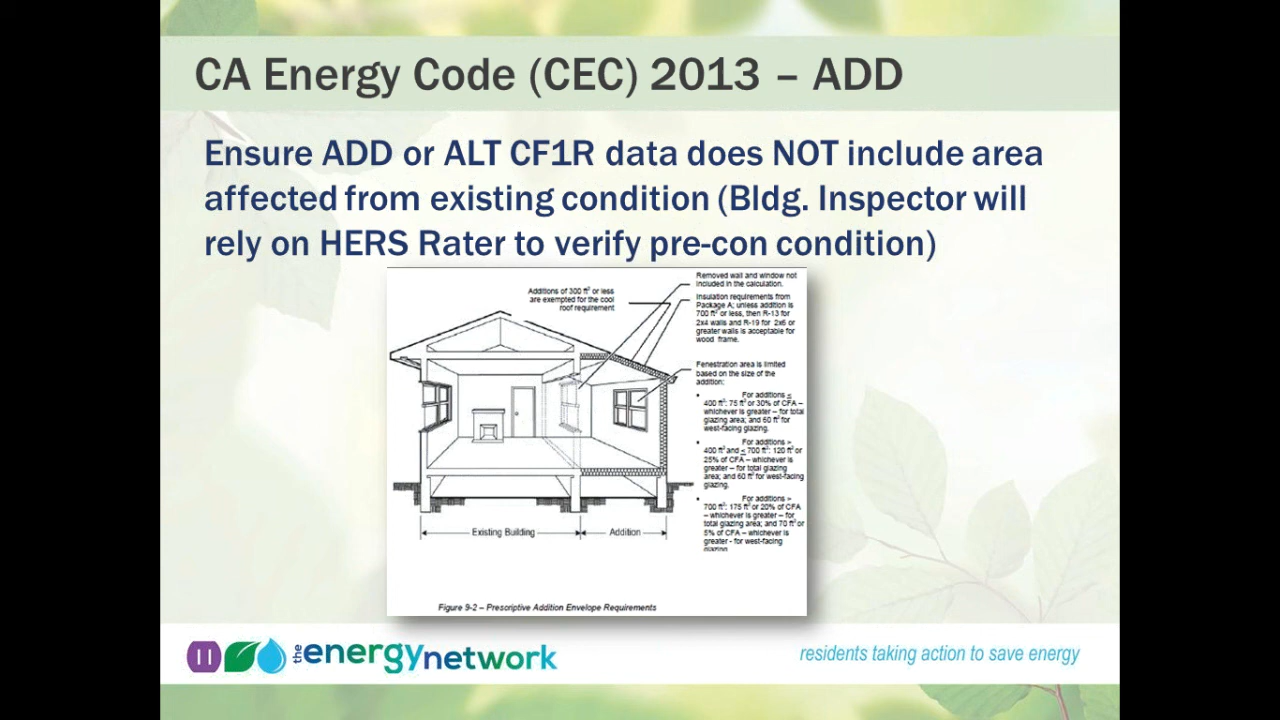 CA Energy Code (CEC) 2013 – ADD
Ensure ADD or ALT CF1R data does NOT include area
affected from existing condition (Bldg. Inspector will
rely on HERS Rater to verify pre-con condition)
Additions of 300 ft² or less
are exempted for the cool
roof requirement
Removed wall and window not
included in the calculation.
Insulation requirements from
Package A; unless addition is
700 ft² or less, then R-13 for
2x4 walls and R-19 for 2x6 or
greater walls is acceptable for
wood frame.
Fenestration area is limited
based on the size of the
addition:
• For additions ≤
400 ft²: 75 ft² or 30% of CFA –
whichever is greater – for total
glazing area; and 60 ft² for
west-facing glazing.
• For additions >
400 ft² and ≤ 700 ft²: 120 ft² or
25% of CFA – whichever is
greater – for total glazing
area; and 60 ft² for west-facing
glazing.
• For additions >
700 ft²: 175 ft² or 20% of CFA
– whichever is greater – for
total glazing area; and 70 ft² or
5% of CFA – whichever is
greater - for west-facing
glazing.
Existing Building
Addition
Figure 9-2 – Prescriptive Addition Envelope Requirements
the energynetwork
residents taking action to save energy